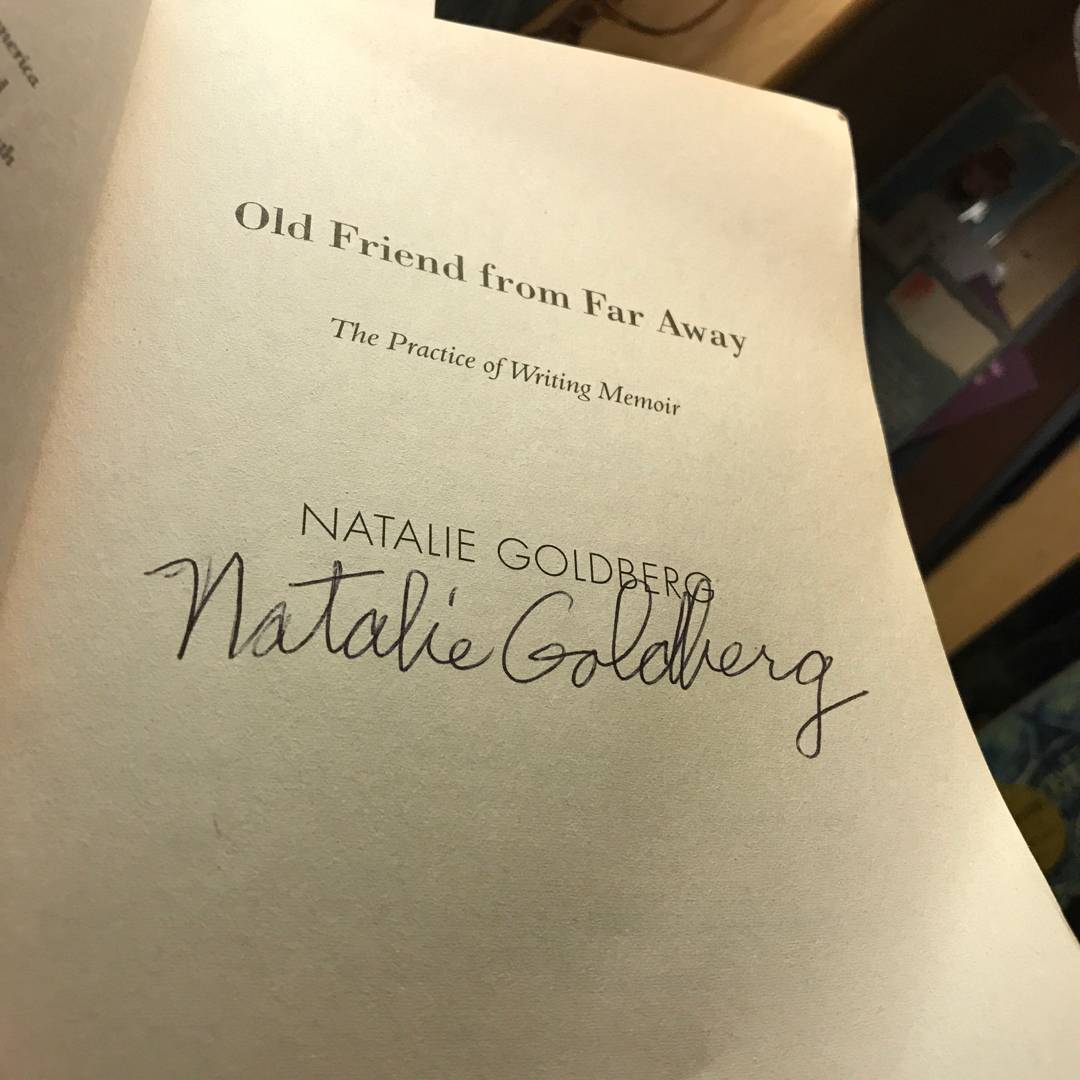 Old Friend from Far Away
The Practice of Writing Memoir
NATALIE GOLDBERG
Natalie Goldberg